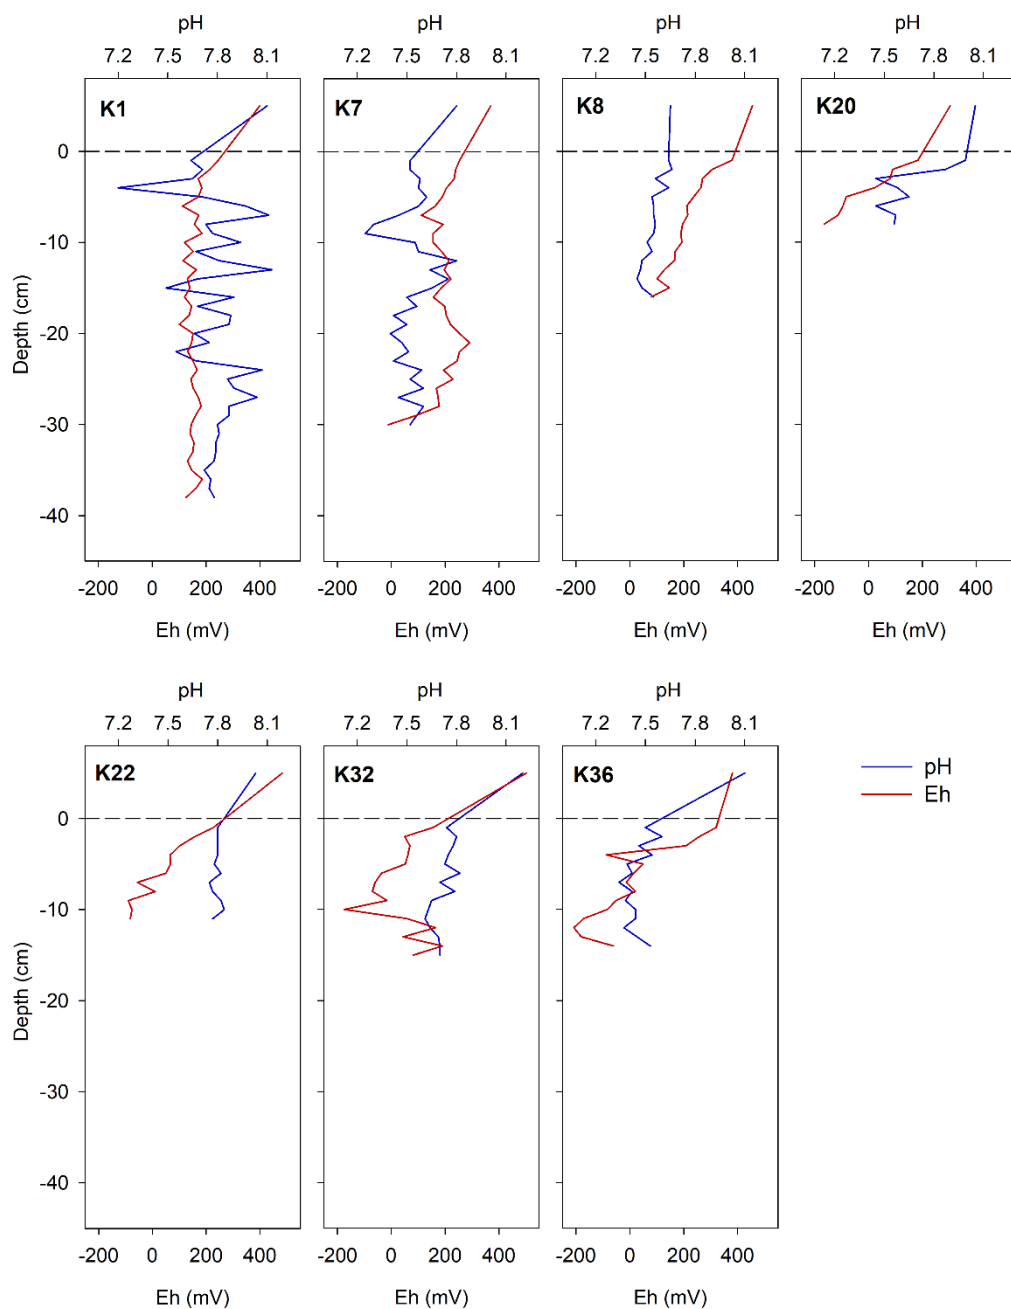 pH pH pH pH
7.2 7.5 7.8 8.1 7.2 7.5 7.8 8.1 7.2 7.5 7.8 8.1 7.2 7.5 7.8 8.1
K1 K7 K8 K20
0
-10
-20
-30
-40
Depth (cm)
-200 0 200 400 -200 0 200 400 -200 0 200 400 -200 0 200 400
Eh (mV) Eh (mV) Eh (mV) Eh (mV)
pH pH pH
7.2 7.5 7.8 8.1 7.2 7.5 7.8 8.1 7.2 7.5 7.8 8.1
K22 K32 K36
pH
Eh
0
-10
-20
-30
-40
Depth (cm)
-200 0 200 400 -200 0 200 400 -200 0 200 400
Eh (mV) Eh (mV) Eh (mV)